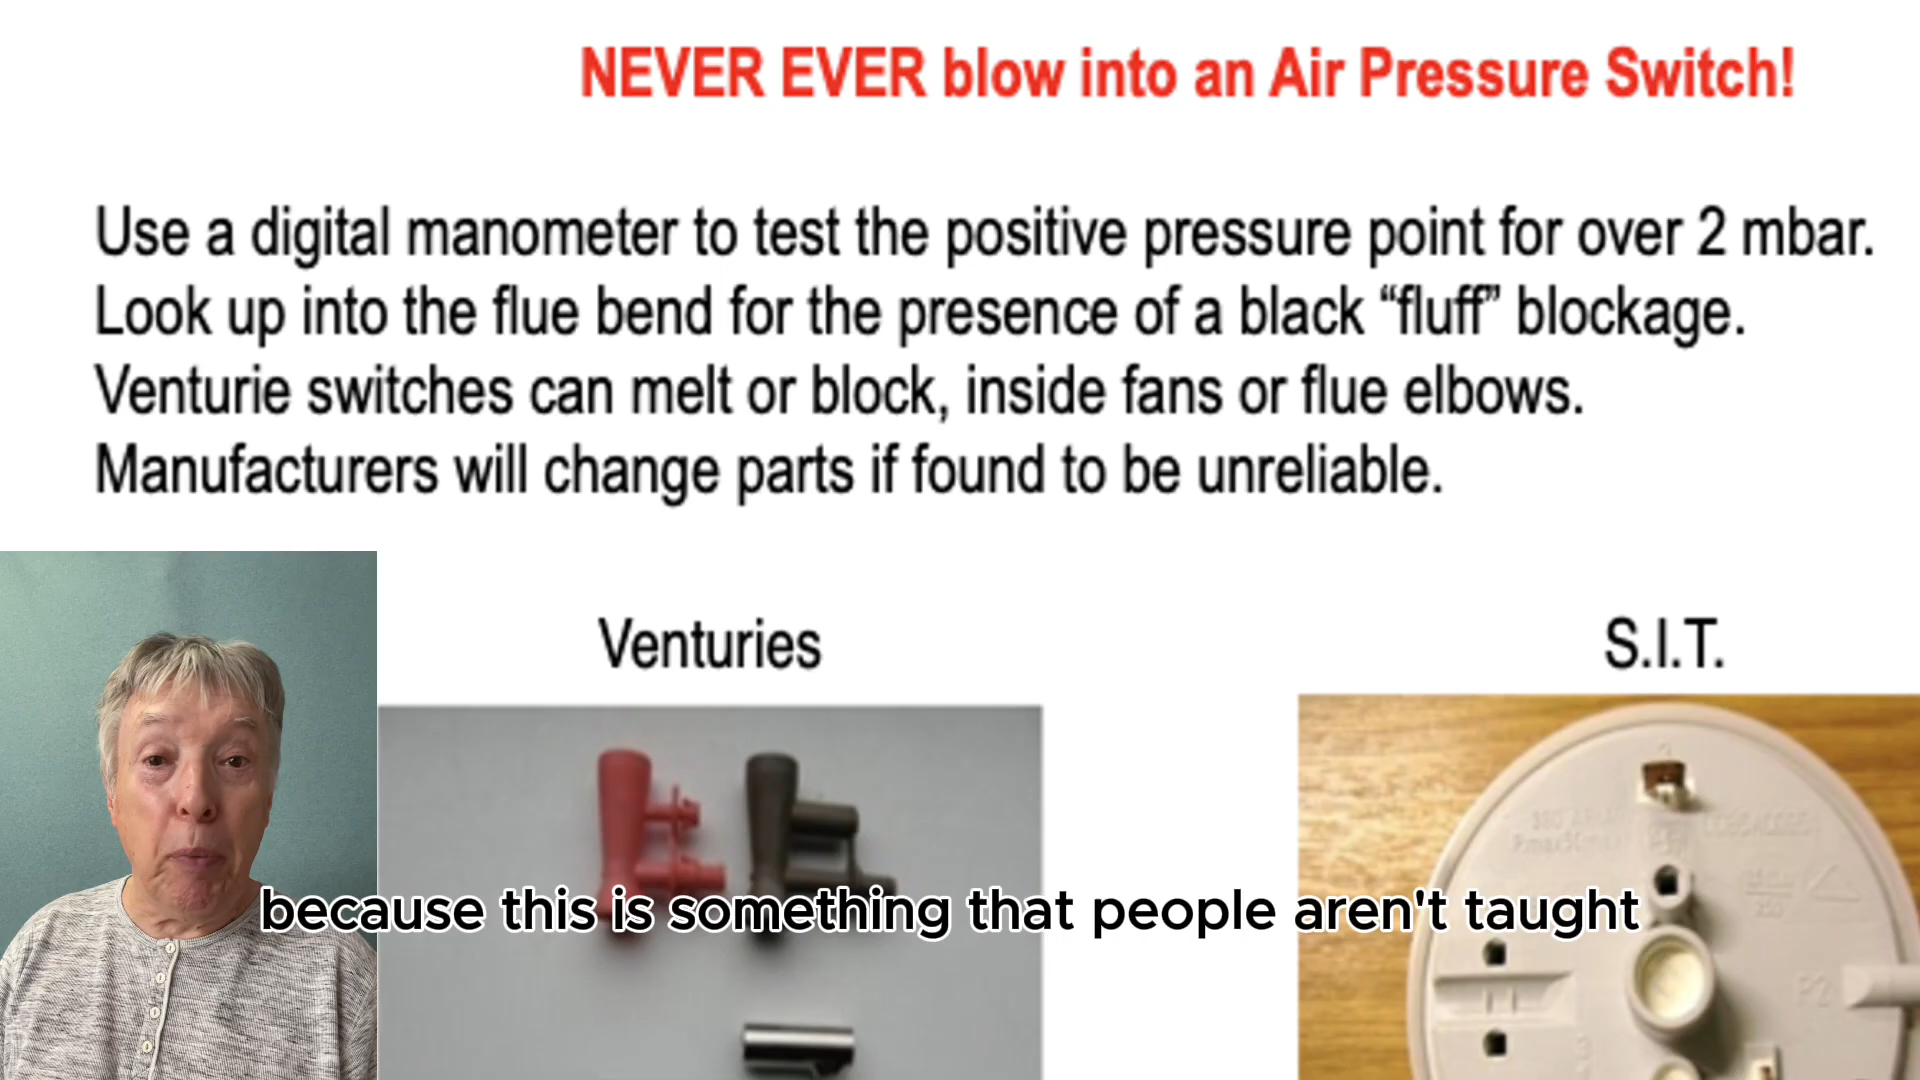 NEVER EVER blow into an Air Pressure Switch!
Use a digital manometer to test the positive pressure point for over 2 mbar.
Look up into the flue bend for the presence of a black “fluff” blockage.
Venturie switches can melt or block, inside fans or flue elbows.
Manufacturers will change parts if found to be unreliable.
Venturies
S.I.T.
because this is something that people aren't taught
P2